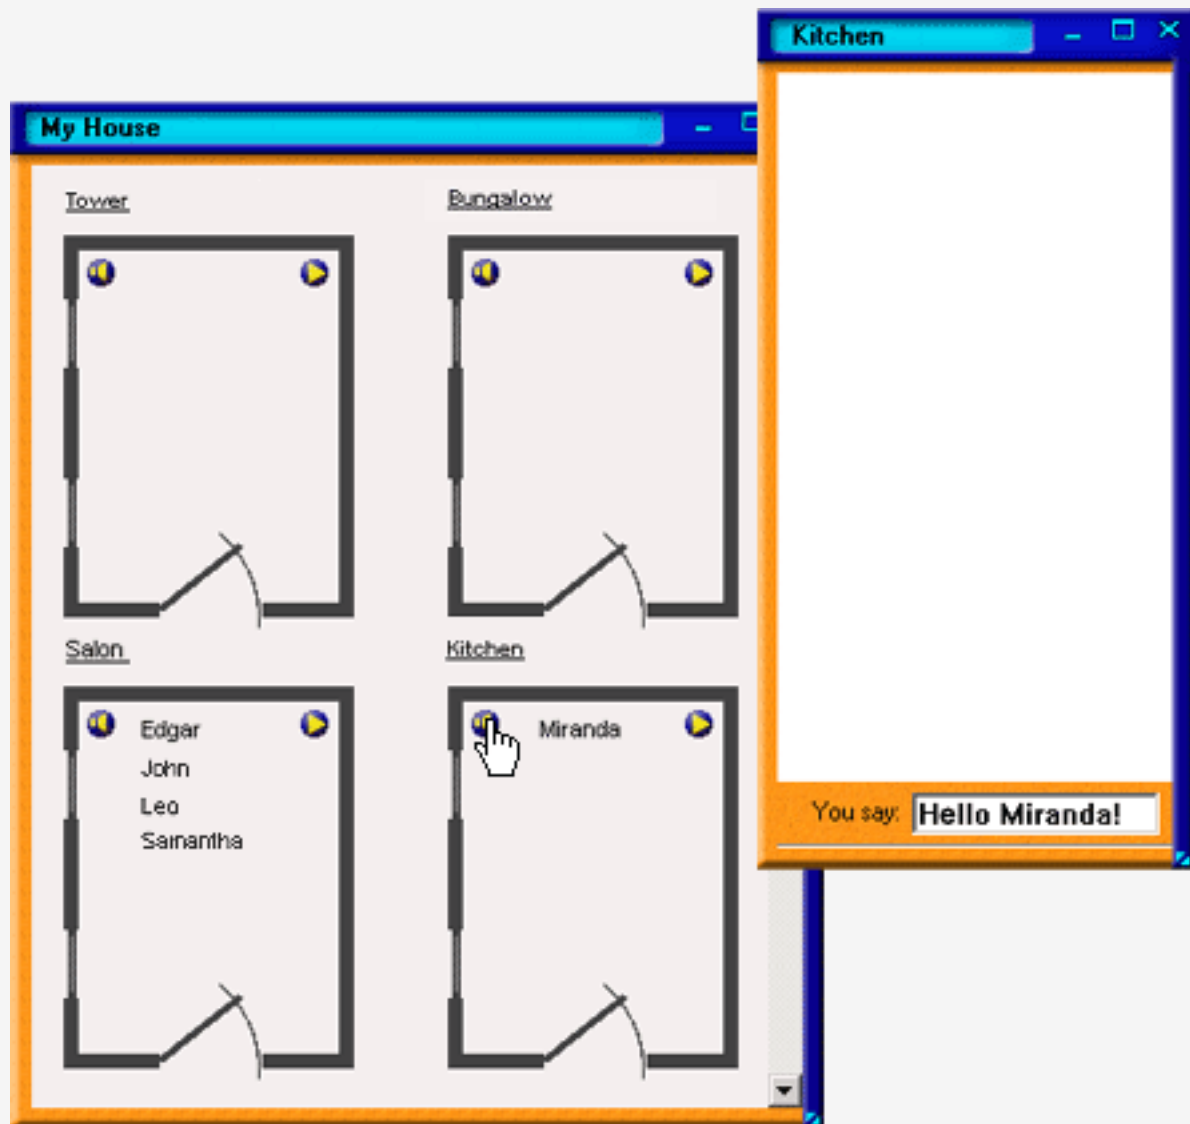 Kitchen
My House
Tower
Bungalow
Salon
Kitchen
Edgar
John
Leo
Samantha
Miranda
You say:
Hello Miranda!